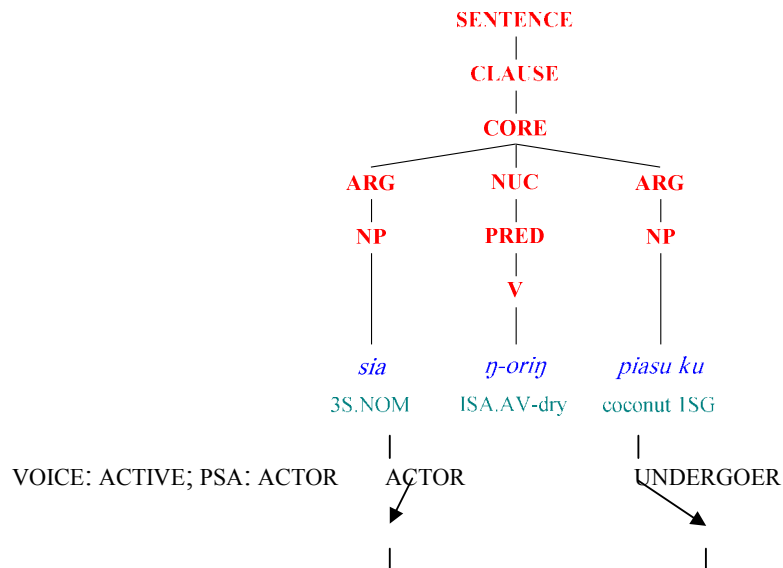 SENTENCE
CLAUSE
CORE
ARG NUC ARG
NP PRED NP
V
sia ŋ-oriŋ piasu ku
3S.NOM ISA.AV-dry coconut 1SG
VOICE: ACTIVE; PSA: ACTOR ACTOR UNDERGOER